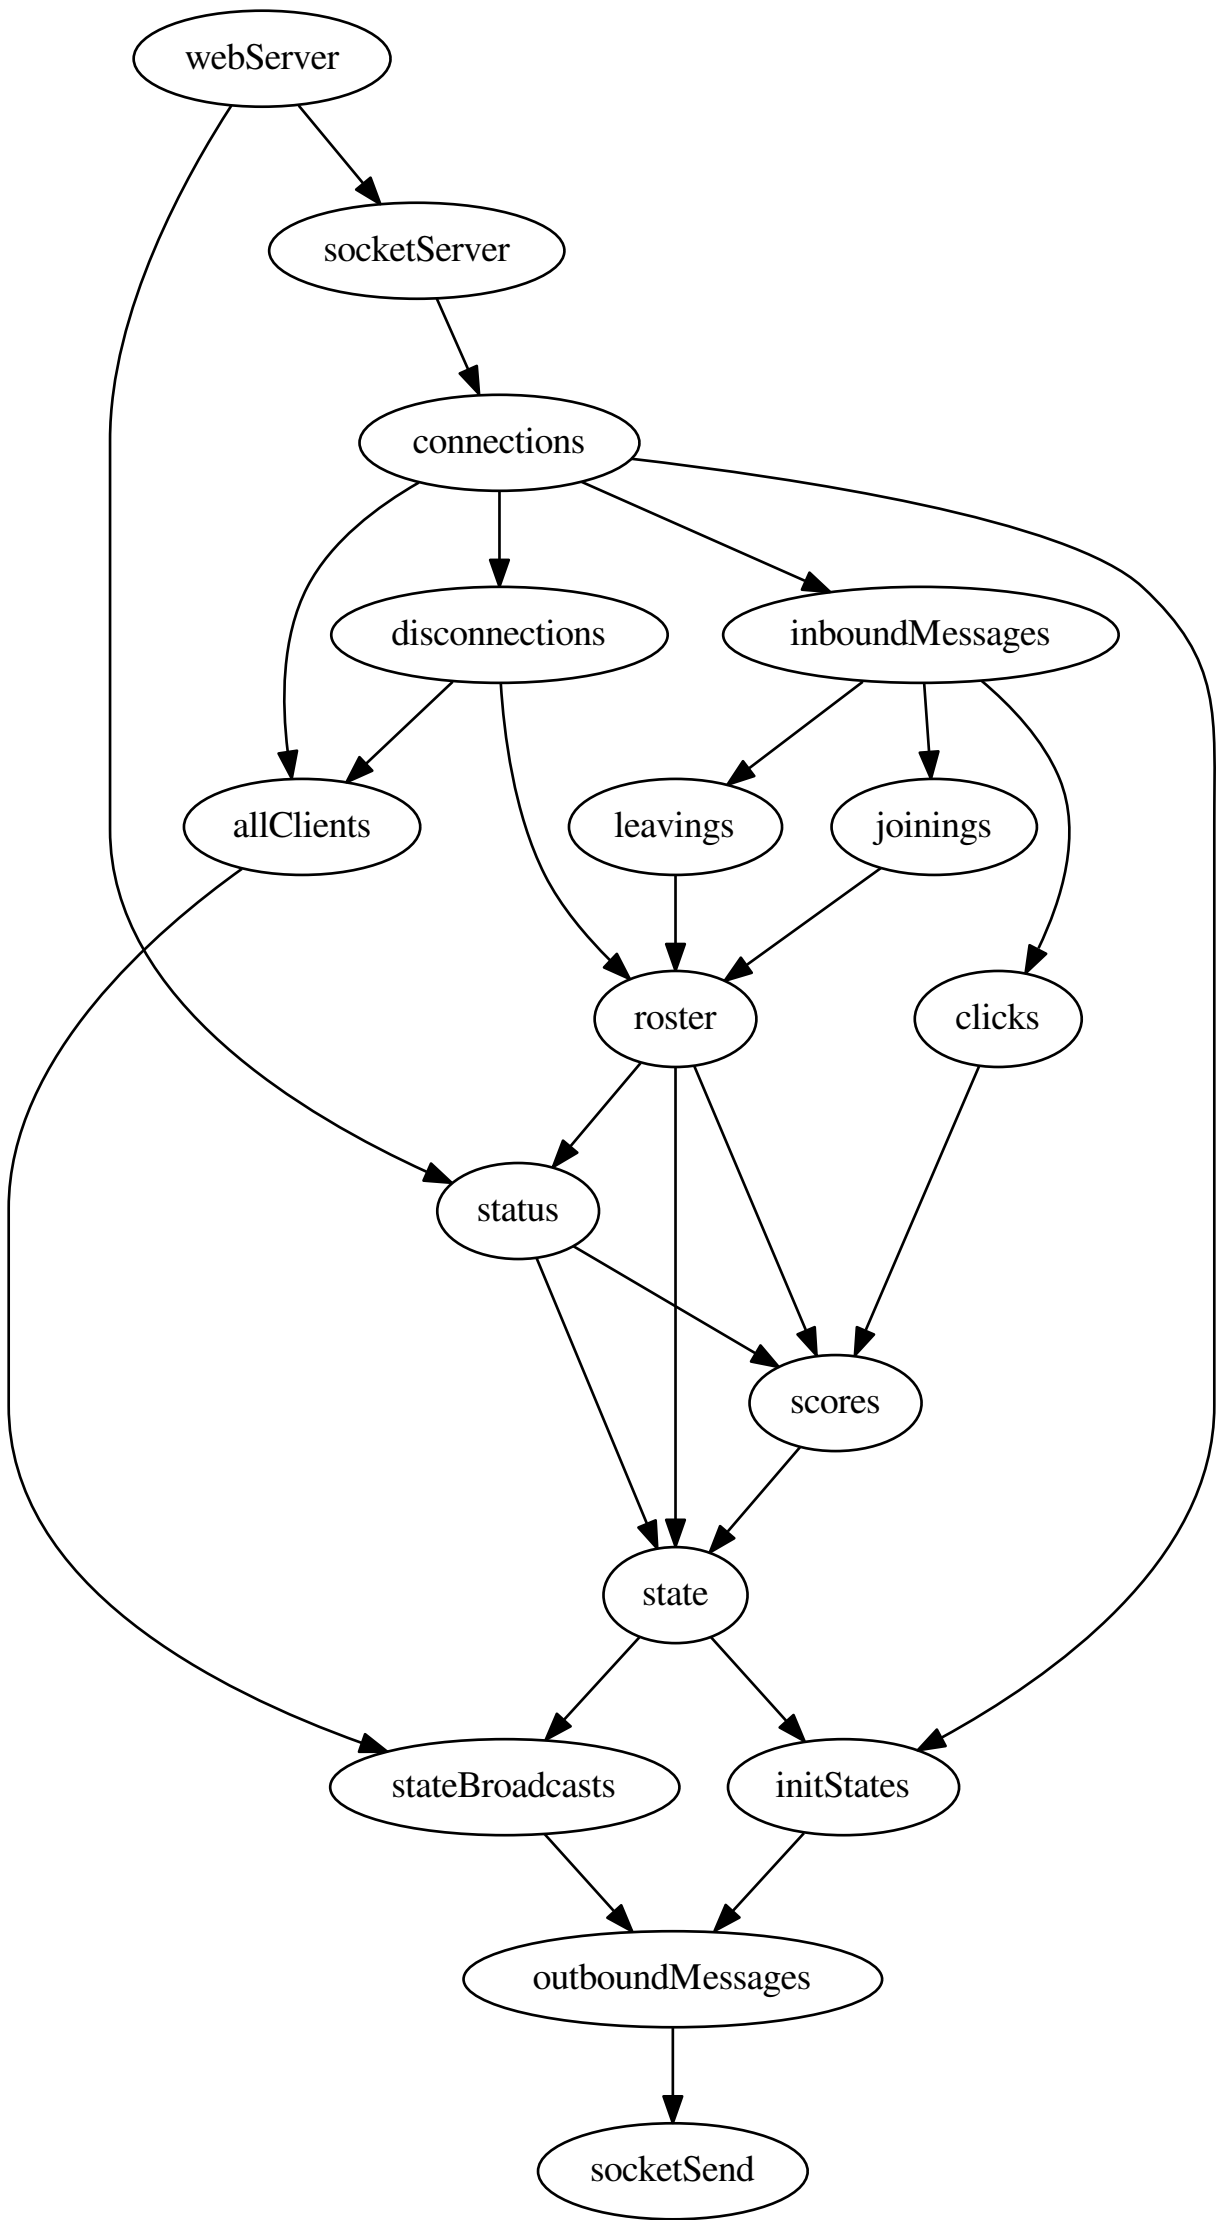 webServer
socketServer
connections
disconnections
inboundMessages
allClients
leavings
joinings
roster
clicks
status
scores
state
stateBroadcasts
initStates
outboundMessages
socketSend